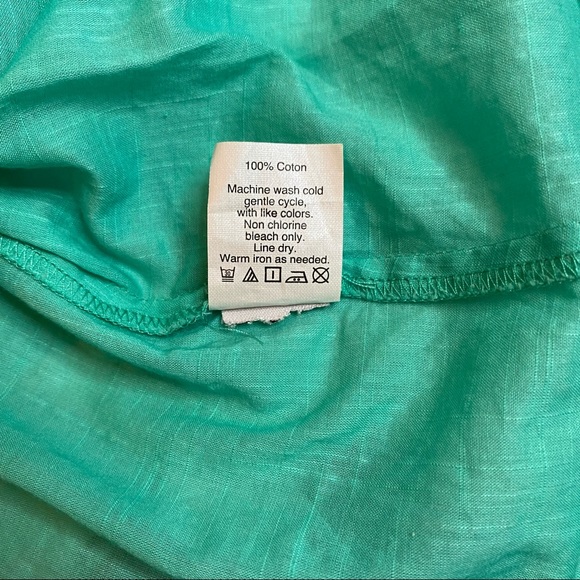 100% Coton
Machine wash cold
gentle cycle,
with like colors.
Non chlorine
bleach only.
Line dry.
Warm iron as needed.